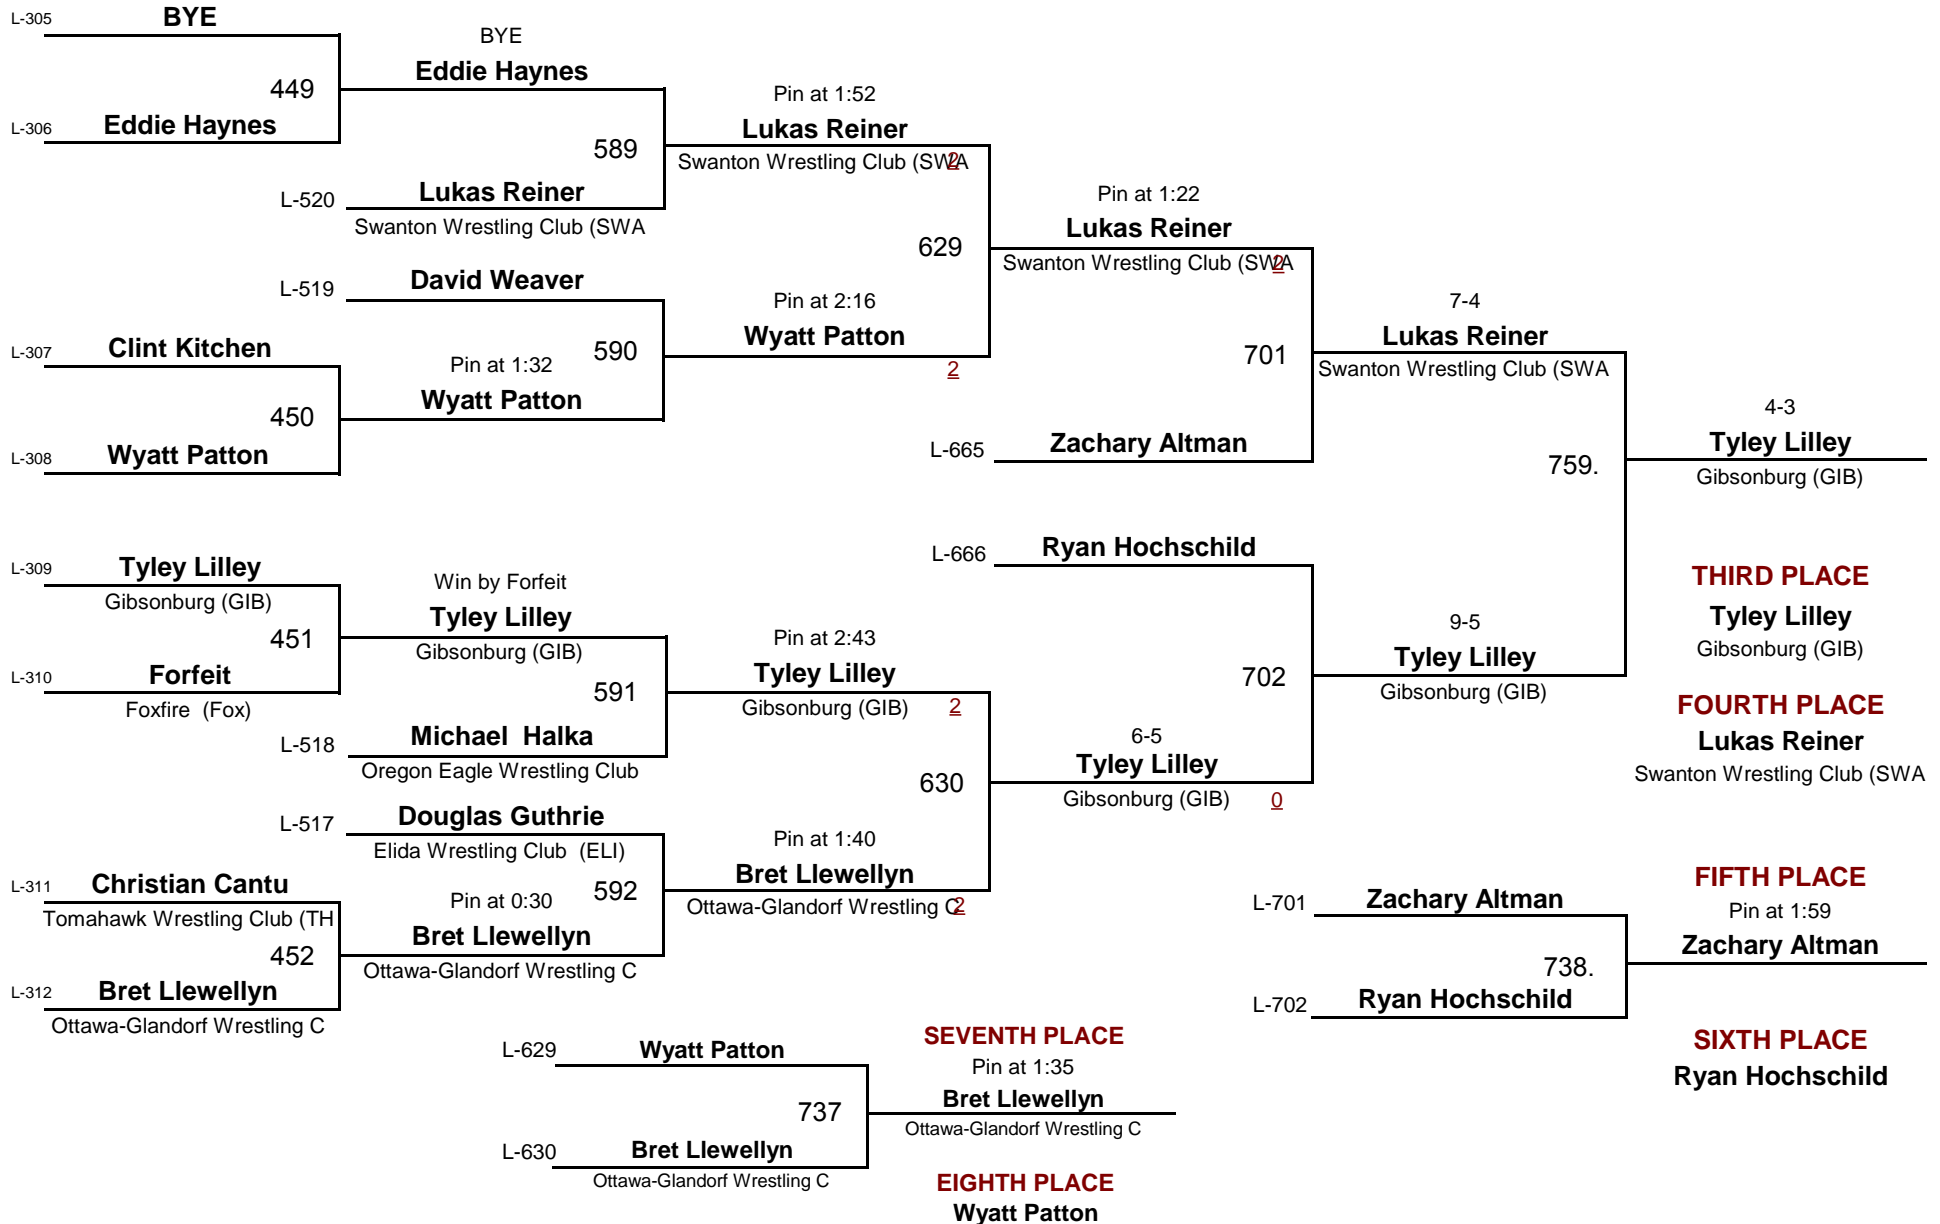 L-305 BYE
BYE
Eddie Haynes
449
Pin at 1:52
L-306 Eddie Haynes
Lukas Reiner
589
Swanton Wrestling Club (SWA 2
L-520 Lukas Reiner
Swanton Wrestling Club (SWA
Pin at 1:22
Lukas Reiner
629
Swanton Wrestling Club (SWA 2
L-519 David Weaver
Pin at 2:16
7-4
Wyatt Patton
Lukas Reiner
L-307 Clint Kitchen
590
701
Pin at 1:32
2
Swanton Wrestling Club (SWA
Wyatt Patton
4-3
450
L-308 Wyatt Patton
L-665 Zachary Altman
Tyley Lilley
759.
Gibsonburg (GIB)
L-666 Ryan Hochschild
L-309 Tyley Lilley
Win by Forfeit
THIRD PLACE
Gibsonburg (GIB)
Tyley Lilley
Tyley Lilley
451
Pin at 2:43
9-5
Gibsonburg (GIB)
Gibsonburg (GIB)
L-310 Forfeit
Tyley Lilley
702
Tyley Lilley
Foxfire (Fox)
591
Gibsonburg (GIB) 2
Gibsonburg (GIB)
FOURTH PLACE
L-518 Michael Halka
6-5
Lukas Reiner
Oregon Eagle Wrestling Club
Tyley Lilley
Swanton Wrestling Club (SWA
630
Gibsonburg (GIB) 0
L-517 Douglas Guthrie
Elida Wrestling Club (ELI)
Pin at 1:40
Bret Llewellyn
FIFTH PLACE
L-311 Christian Cantu
592
Pin at 0:30
Ottawa-Glandorf Wrestling C 2
L-701 Zachary Altman
Pin at 1:59
Tomahawk Wrestling Club (TH
Bret Llewellyn
Zachary Altman
452
Ottawa-Glandorf Wrestling C
738.
L-312 Bret Llewellyn
L-702 Ryan Hochschild
Ottawa-Glandorf Wrestling C
SEVENTH PLACE
SIXTH PLACE
L-629 Wyatt Patton
Pin at 1:35
Ryan Hochschild
737
Bret Llewellyn
Ottawa-Glandorf Wrestling C
L-630 Bret Llewellyn
Ottawa-Glandorf Wrestling C
EIGHTH PLACE
Wyatt Patton